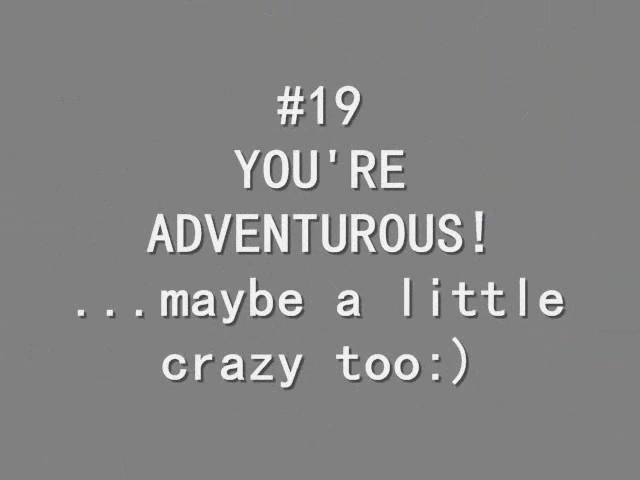 #19
YOU'RE
ADVENTUROUS!
...maybe a little
crazy too:)